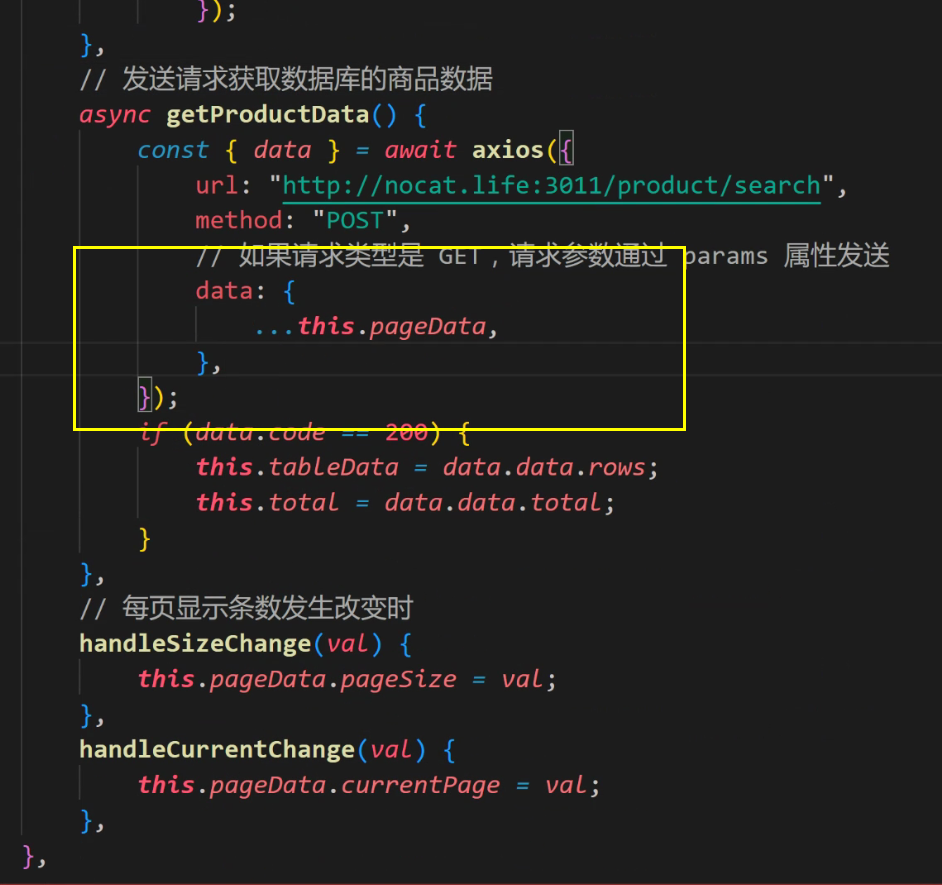 });
},
// 发送请求获取数据库的商品数据
async getProductData() {
const { data } = await axios({
url: "http://nocat.life:3011/product/search",
method: "POST",
// 如果请求类型是 GET，请求参数通过 params 属性发送
data: {
...this.pageData,
},
});
if (data.code == 200) {
this.tableData = data.data.rows;
this.total = data.data.total;
}
},
// 每页显示条数发生改变时
handleSizeChange(val) {
this.pageData.pageSize = val;
},
handleCurrentChange(val) {
this.pageData.currentPage = val;
},
},